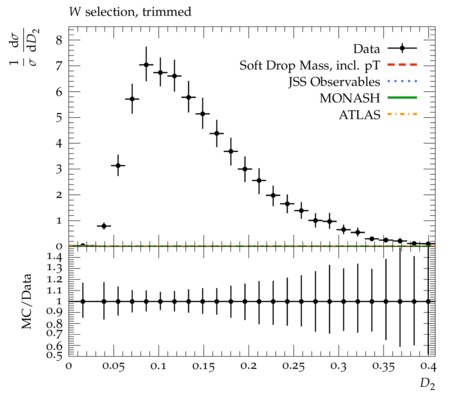 W selection, trimmed
1/σ dσ/dD₂
8
7
6
5
4
3
2
1
0
Data
Soft Drop Mass, incl. pT
JSS Observables
MONASH
ATLAS
MC/Data
1.4
1.3
1.2
1.1
1
0.9
0.8
0.7
0.6
0.5
0 0.05 0.1 0.15 0.2 0.25 0.3 0.35 0.4
D₂